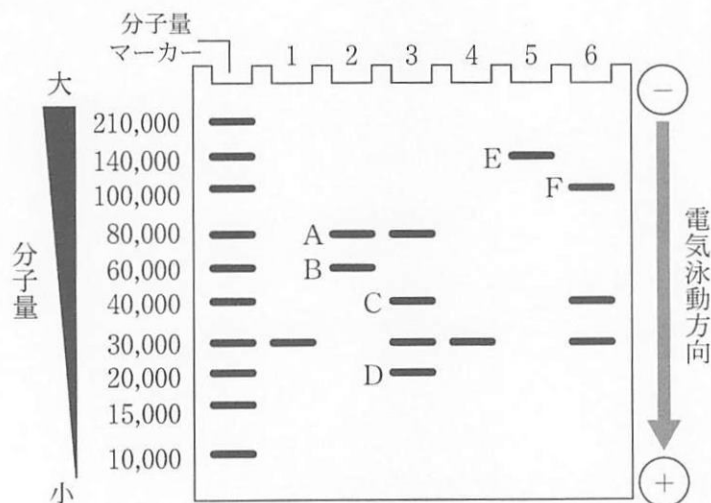 分子量
マーカー
1 2 3 4 5 6
大
小
分子量
210,000
140,000
100,000
80,000
60,000
40,000
30,000
20,000
15,000
10,000
A
B
C
D
E
F
−
電気泳動方向
+